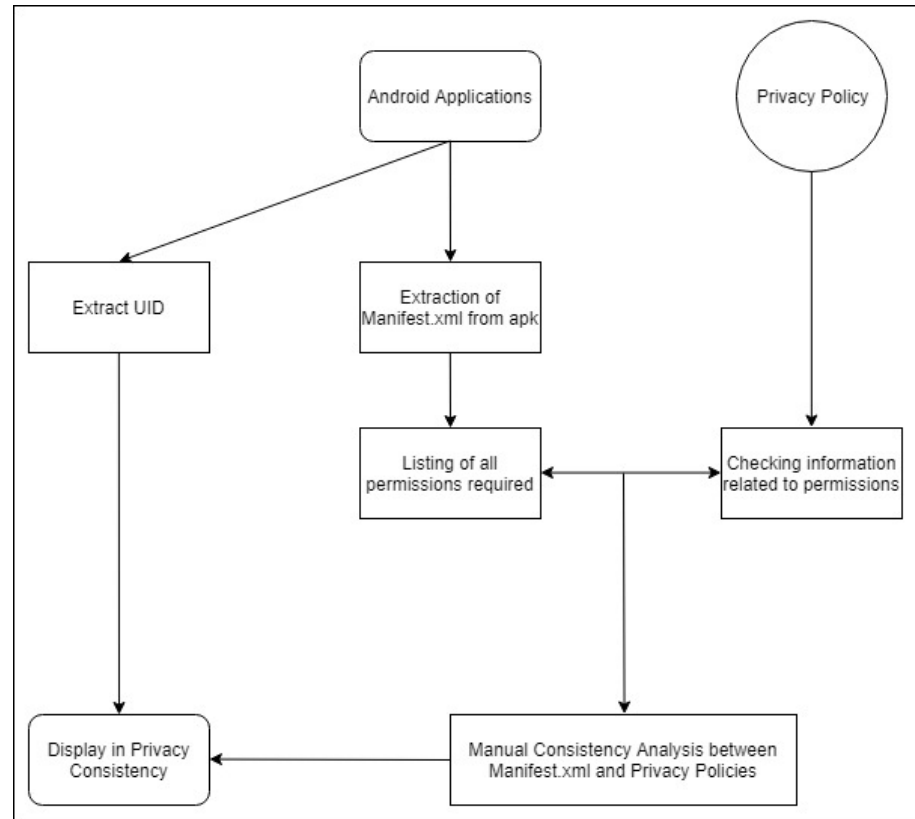 Android Applications
Privacy Policy
Extract UID
Extraction of
Manifest.xml from apk
Listing of all
permissions required
Checking information
related to permissions
Display in Privacy
Consistency
Manual Consistency Analysis between
Manifest.xml and Privacy Policies